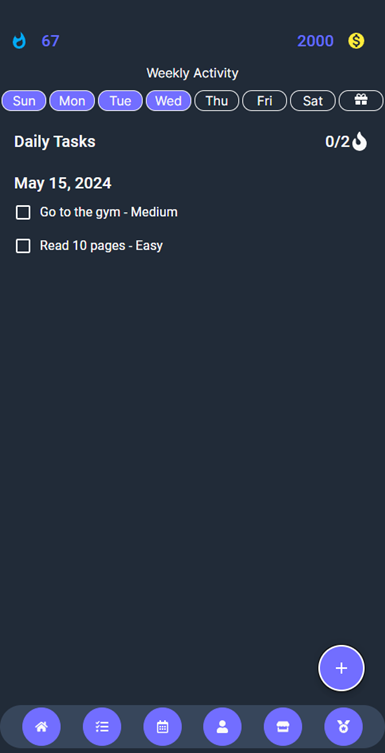 67 2000
Weekly Activity
Sun Mon Tue Wed Thu Fri Sat
Daily Tasks 0/2
May 15, 2024
Go to the gym - Medium
Read 10 pages - Easy